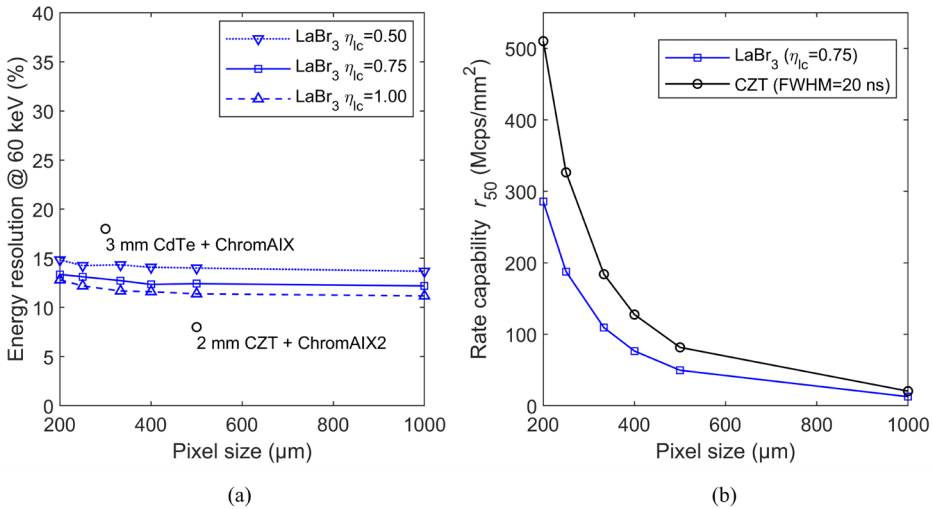 40
35
30
25
20
15
10
5
0
Energy resolution @ 60 keV (%)
LaBr3 ηlc=0.50
LaBr3 ηlc=0.75
LaBr3 ηlc=1.00
3 mm CdTe + ChromAIX
2 mm CZT + ChromAIX2
200 400 600 800 1000
Pixel size (μm)
(a)
500
400
300
200
100
0
Rate capability r50 (Mcps/mm2)
LaBr3 (ηlc=0.75)
CZT (FWHM=20 ns)
200 400 600 800 1000
Pixel size (μm)
(b)